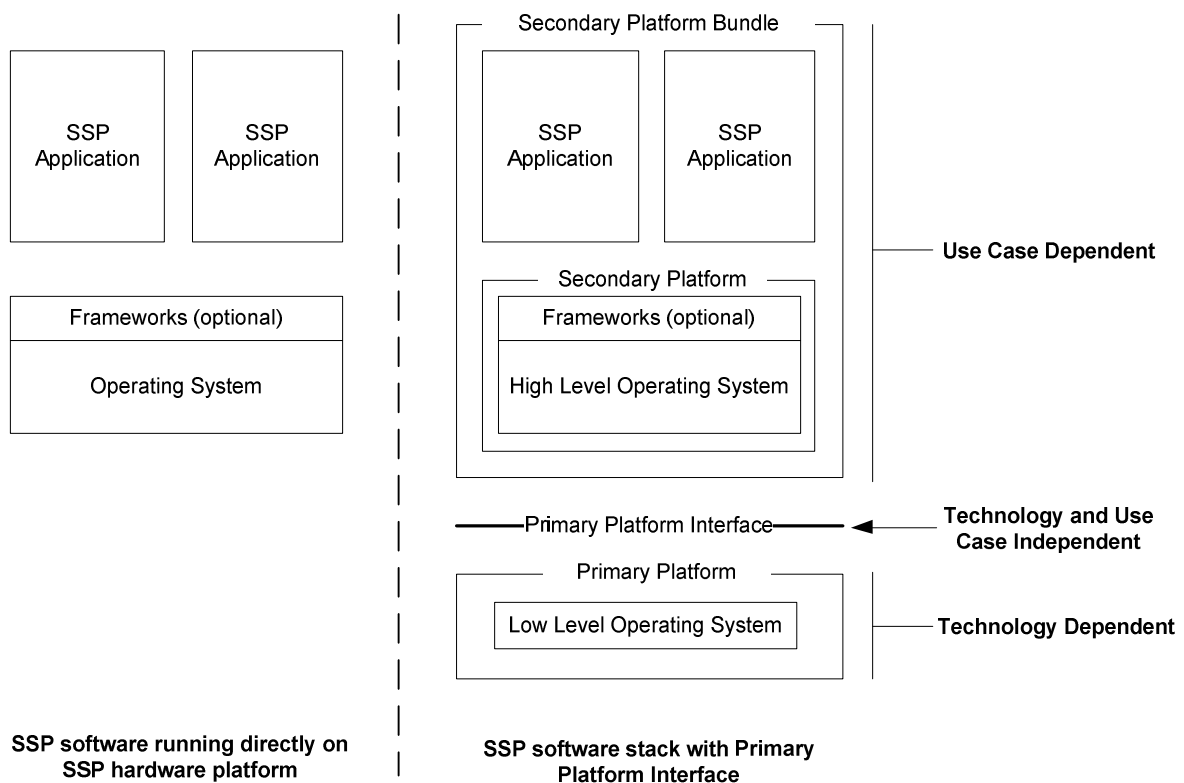 SSP
Application
SSP
Application
Frameworks (optional)
Operating System
SSP software running directly on
SSP hardware platform
Secondary Platform Bundle
SSP
Application
SSP
Application
Secondary Platform
Frameworks (optional)
High Level Operating System
Primary Platform Interface
Primary Platform
Low Level Operating System
SSP software stack with Primary
Platform Interface
Use Case Dependent
Technology and Use
Case Independent
Technology Dependent